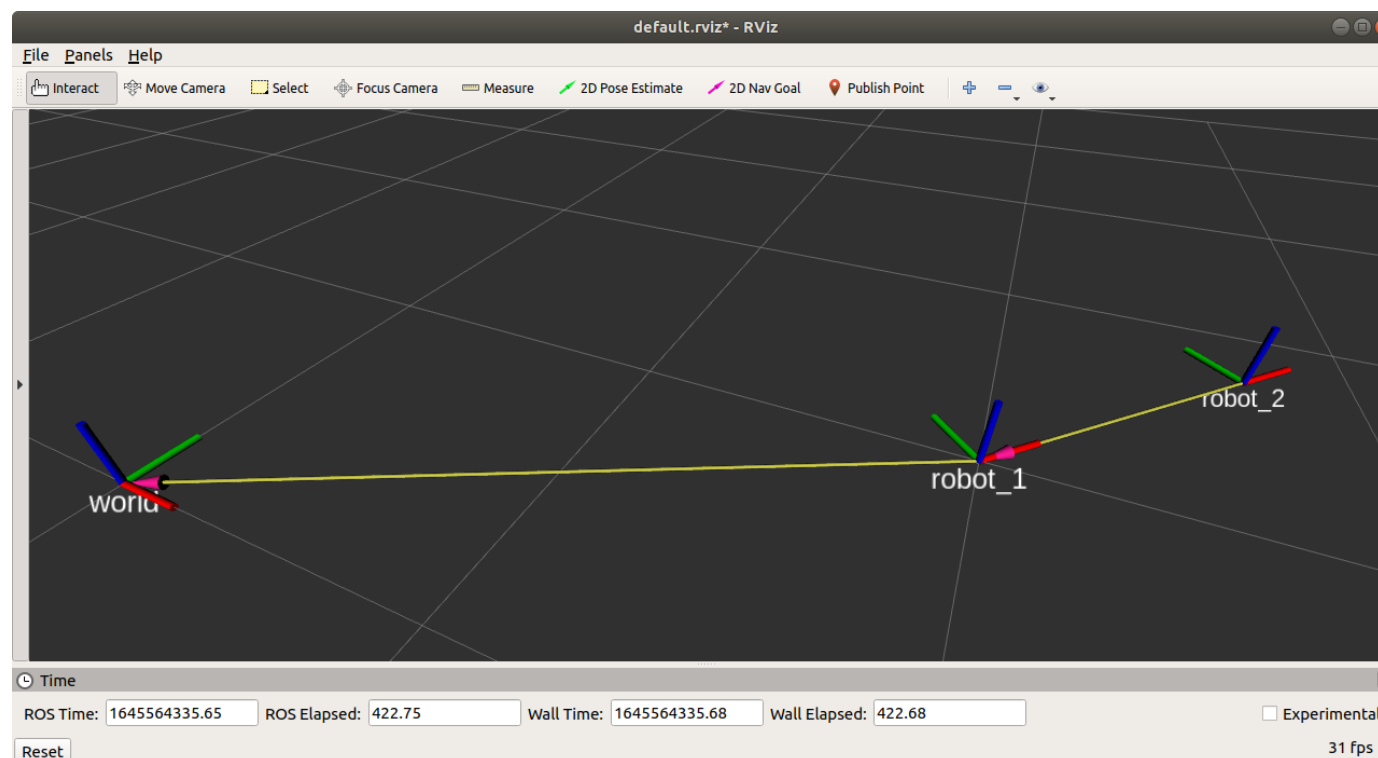 default.rviz* - RViz
File Panels Help
Interact Move Camera Select Focus Camera Measure 2D Pose Estimate 2D Nav Goal Publish Point
robot_2
robot_1
world
Time
ROS Time: 1645564335.65 ROS Elapsed: 422.75 Wall Time: 1645564335.68 Wall Elapsed: 422.68 Experimental
Reset 31 fps